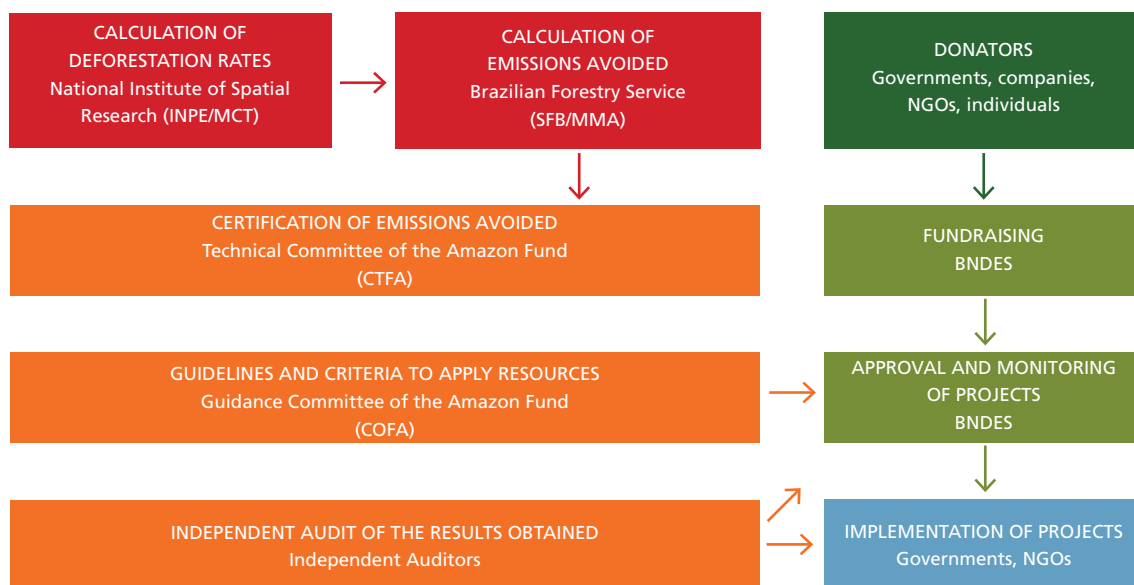 CALCULATION OF
DEFORESTATION RATES
National Institute of Spatial
Research (INPE/MCT)
CALCULATION OF
EMISSIONS AVOIDED
Brazilian Forestry Service
(SFB/MMA)
DONATORS
Governments, companies,
NGOs, individuals
CERTIFICATION OF EMISSIONS AVOIDED
Technical Committee of the Amazon Fund
(CTFA)
FUNDRAISING
BNDES
GUIDELINES AND CRITERIA TO APPLY RESOURCES
Guidance Committee of the Amazon Fund
(COFA)
APPROVAL AND MONITORING
OF PROJECTS
BNDES
INDEPENDENT AUDIT OF THE RESULTS OBTAINED
Independent Auditors
IMPLEMENTATION OF PROJECTS
Governments, NGOs